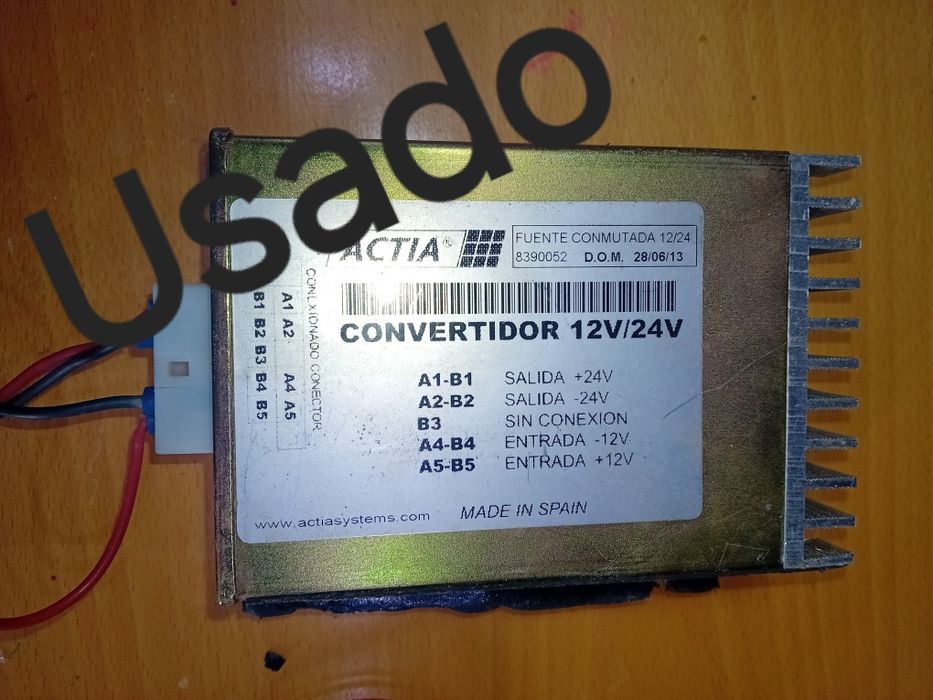 Usado
ACTIA®
FUENTE CONMUTADA 12/24
8390052 D.O.M. 28/06/13
CONVERTIDOR 12V/24V
A1-B1 SALIDA +24V
A2-B2 SALIDA -24V
B3 SIN CONEXION
A4-B4 ENTRADA -12V
A5-B5 ENTRADA +12V
www.actiasystems.com MADE IN SPAIN
CONEXIONADO CONECTOR
A1 A2 A4 A5
B1 B2 B3 B4 B5